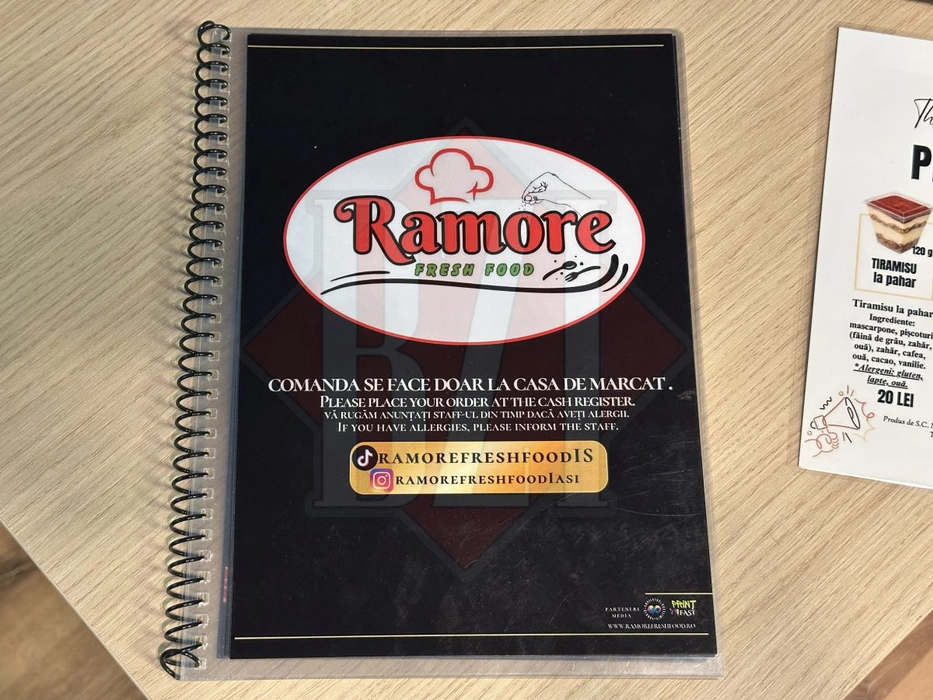 Ramore
FRESH FOOD
BZI
COMANDA SE FACE DOAR LA CASA DE MARCAT.
PLEASE PLACE YOUR ORDER AT THE CASH REGISTER.
VĂ RUGĂM ANUNȚAȚI STAFF-UL DIN TIMP DACĂ AVEȚI ALERGII.
IF YOU HAVE ALLERGIES, PLEASE INFORM THE STAFF.
RAMOREFRESHFOODIS
RAMOREFRESHFOODIASI
PARTENERI
MEDIA
PRINT
FAST
WWW.RAMOREFRESHFOOD.RO
120 g
TIRAMISU
la pahar
Tiramisu la pahar
Ingrediente:
mascarpone, pișcoturi
(făină de grâu, zahăr,
ouă), zahăr, cafea,
ouă, cacao, vanilie.
*Alergeni: gluten,
lapte, ouă.
20 LEI
Produs de S.C.